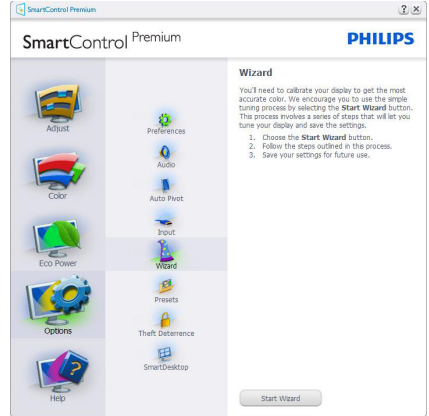 SmartControl Premium
SmartControl Premium
PHILIPS
Adjust
Color
Eco Power
Options
Help
Preferences
Audio
Auto Pivot
Input
Wizard
Presets
Theft Deterrence
SmartDesktop
Wizard
You'll need to calibrate your display to get the most
accurate color. We encourage you to use the simple
tuning process by selecting the Start Wizard button.
This process involves a series of steps that will let you
tune your display and save the settings.
1. Choose the Start Wizard button.
2. Follow the steps outlined in this process.
3. Save your settings for future use.
Start Wizard